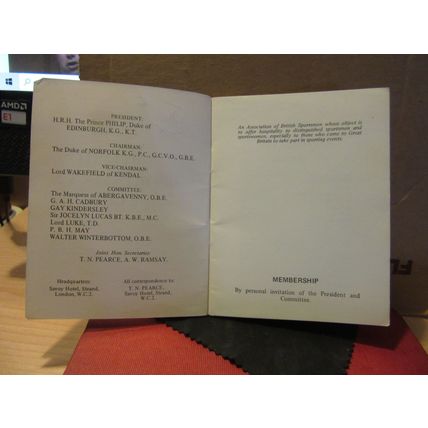 AMD
E1
PRESIDENT:
H.R.H. The Prince PHILIP, Duke of
EDINBURGH, K.G., K.T.
CHAIRMAN:
The Duke of NORFOLK K.G., P.C., G.C.V.O., G.B.E.
VICE-CHAIRMAN:
Lord WAKEFIELD OF KENDAL
COMMITTEE:
The Marquess of ABERGAVENNY, O.B.E.
G. A. H. CADBURY
GAY KINDERSLEY
Sir JOCELYN LUCAS BT. K.B.E., M.C.
Lord LUKE, T.D.
P. B. H. MAY
WALTER WINTERBOTTOM, O.B.E.
Joint Hon. Secretaries:
T. N. PEARCE, A. W. RAMSAY.
Headquarters:
Savoy Hotel, Strand,
London, W.C.2.
All correspondence to:
T. N. PEARCE,
Savoy Hotel, Strand,
W.C.2.
An Association of British Sportsmen whose object is
to offer hospitality to distinguished sportsmen and
sportswomen, especially to those who come to Great
Britain to take part in sporting events.
MEMBERSHIP
By personal invitation of the President and
Committee